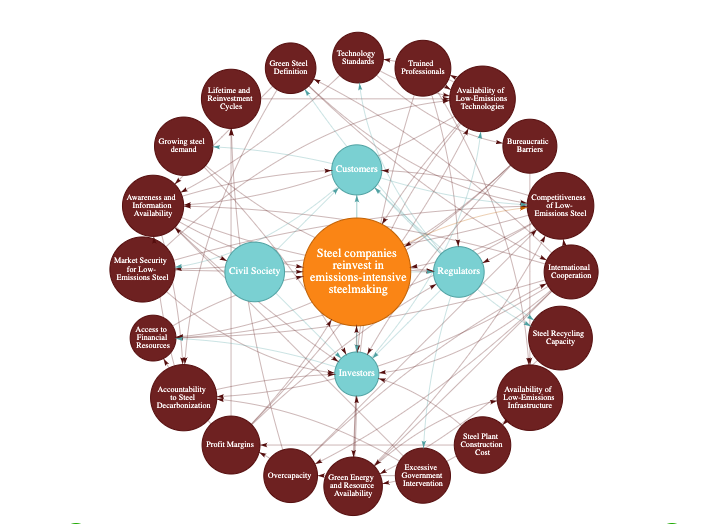 Technology
Standards
Green Steel
Definition
Trained
Professionals
Lifetime and
Reinvestment
Cycles
Availability of
Low-Emissions
Technologies
Growing steel
demand
Bureaucratic
Barriers
Customers
Awareness and
Information
Availability
Competitiveness
of Low-
Emissions Steel
Market Security
for Low-
Emissions Steel
Civil Society
Steel companies
reinvest in
emissions-intensive
steelmaking
Regulators
International
Cooperation
Access to
Financial
Resources
Steel Recycling
Capacity
Investors
Accountability
to Steel
Decarbonization
Availability of
Low-Emissions
Infrastructure
Profit Margins
Steel Plant
Construction
Cost
Overcapacity
Green Energy
and Resource
Availability
Excessive
Government
Intervention